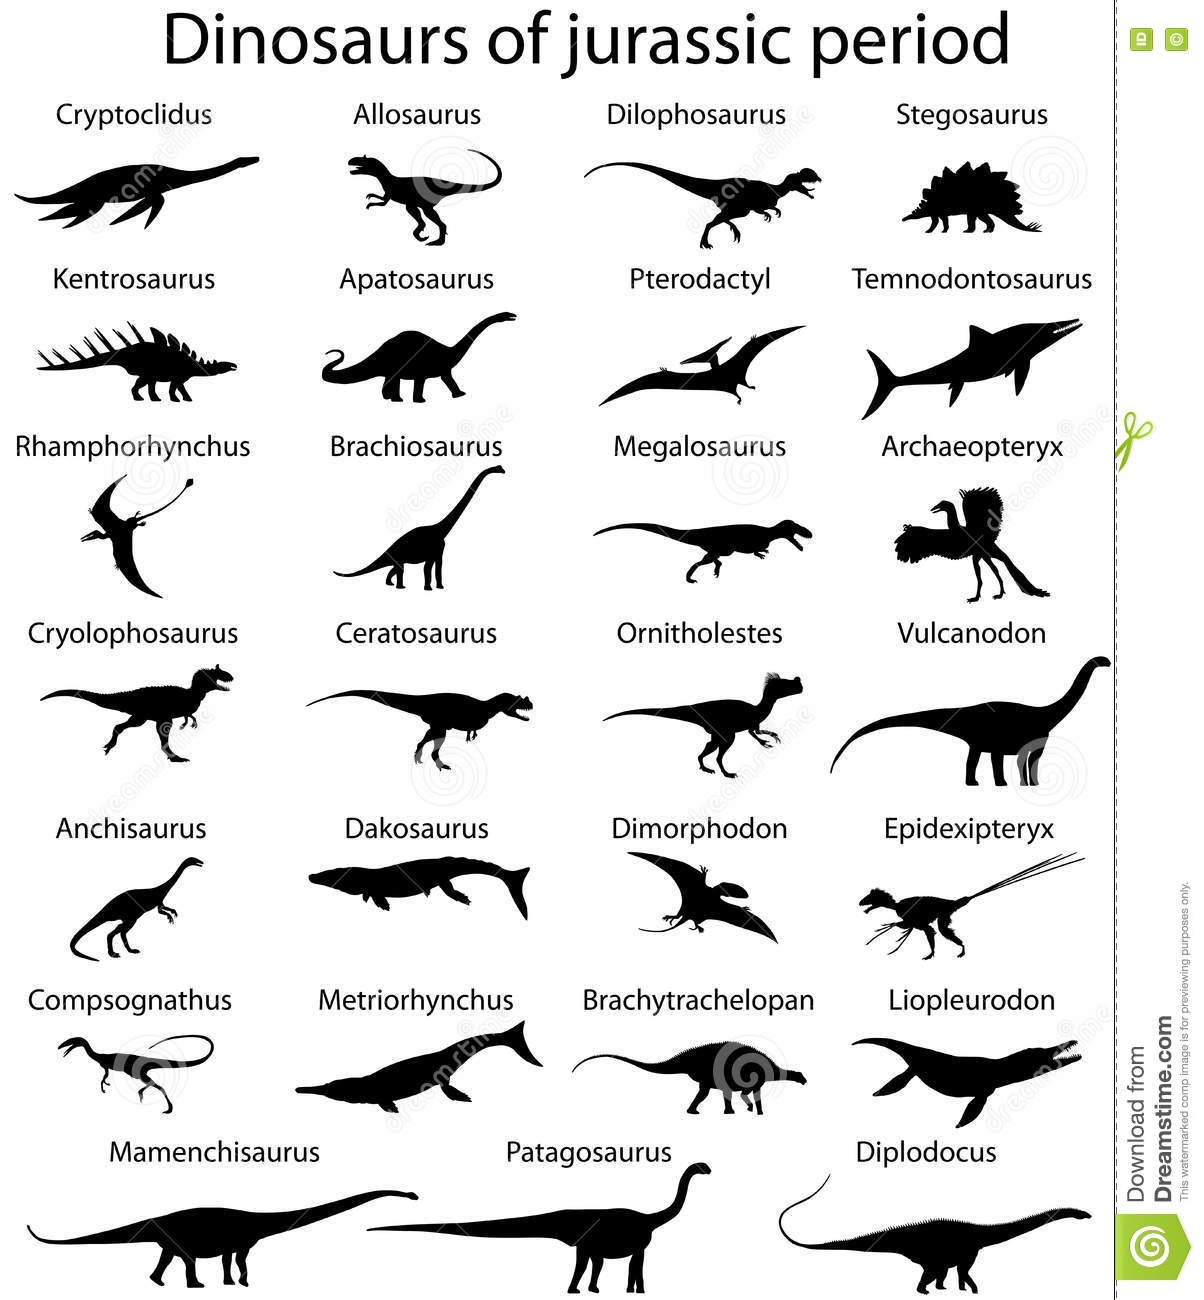 Dinosaurs of jurassic period
Cryptoclidus Allosaurus Dilophosaurus Stegosaurus
Kentrosaurus Apatosaurus Pterodactyl Temnodontosaurus
Rhamphorhynchus Brachiosaurus Megalosaurus Archaeopteryx
Cryolophosaurus Ceratosaurus Ornitholestes Vulcanodon
Anchisaurus Dakosaurus Dimorphodon Epidexipteryx
Compsognathus Metriorhynchus Brachytrachelopan Liopleurodon
Mamenchisaurus Patagosaurus Diplodocus
ID ©
Download from
Dreamstime.com
This watermarked comp image is for previewing purposes only.